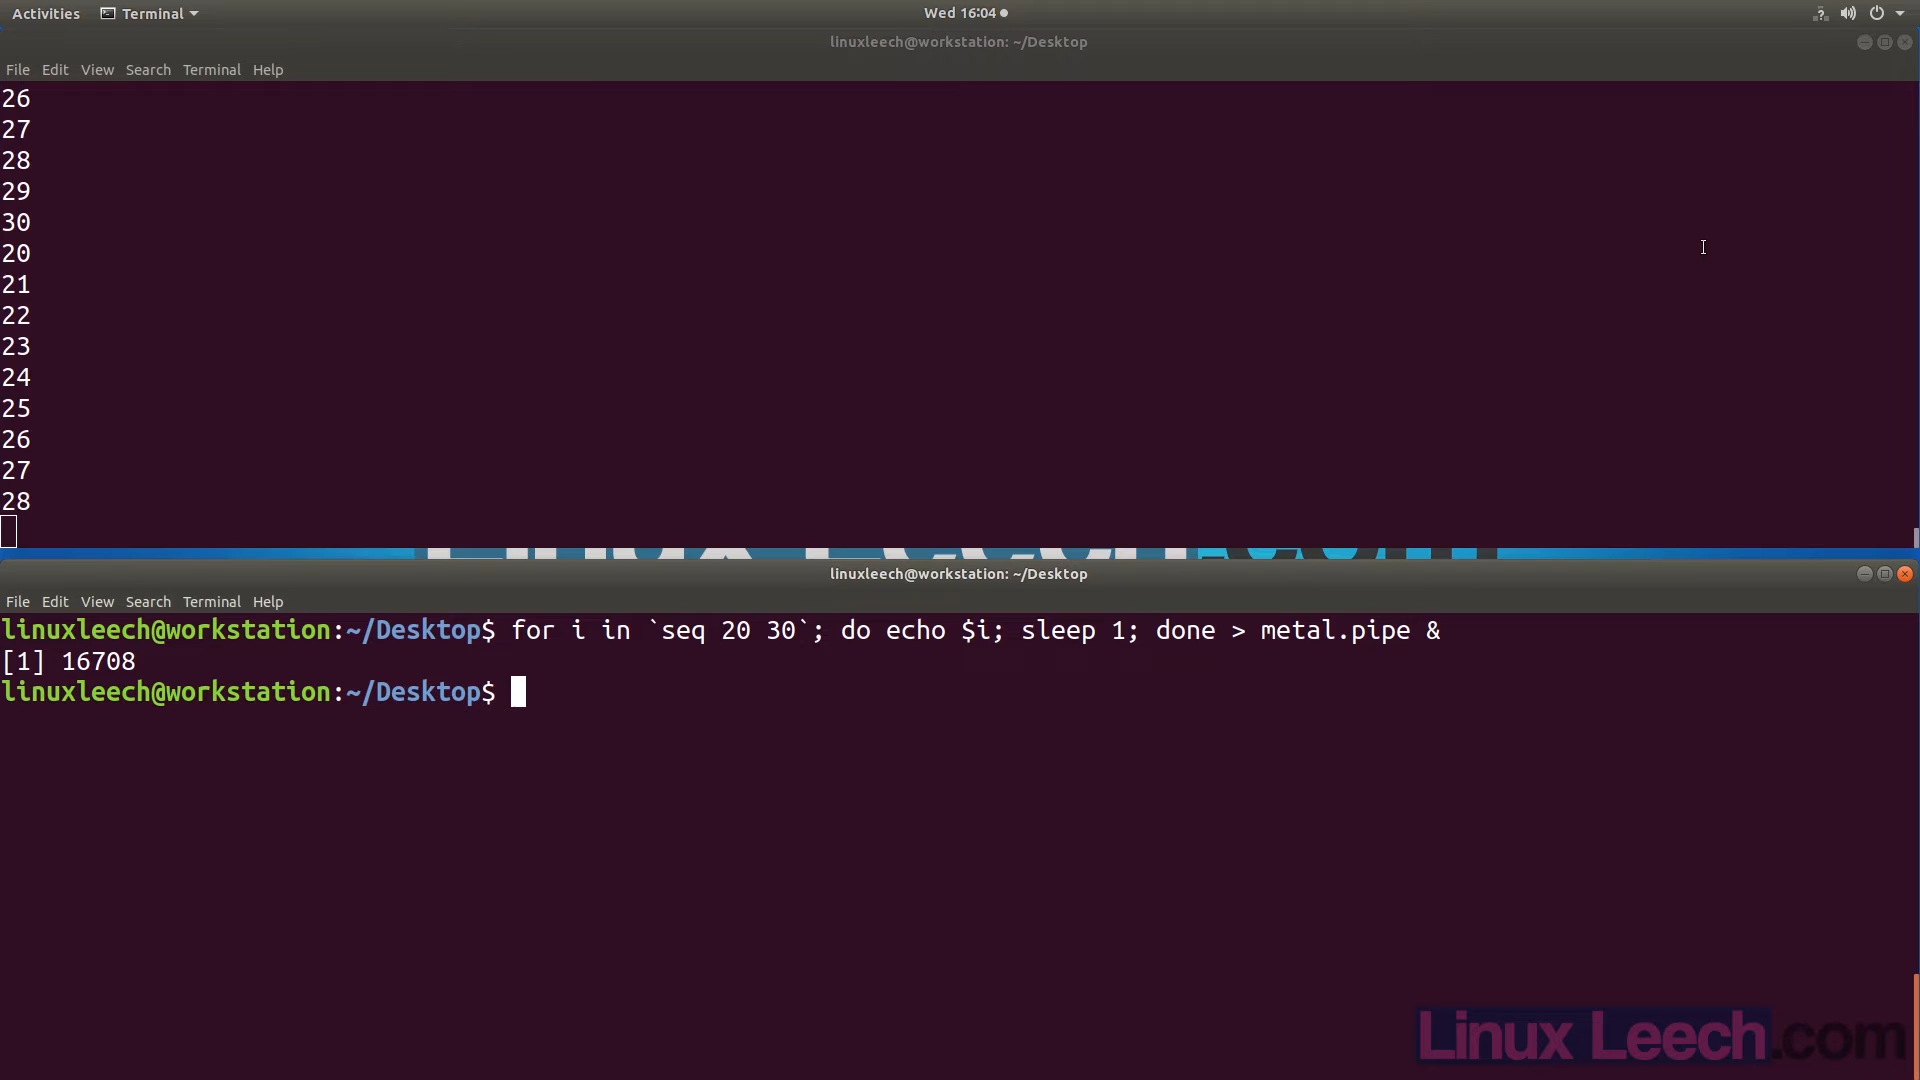 Activities Terminal Wed 16:04
linuxleech@workstation: ~/Desktop
File Edit View Search Terminal Help
26
27
28
29
30
20
21
22
23
24
25
26
27
28
Linux Leech.com
linuxleech@workstation: ~/Desktop
File Edit View Search Terminal Help
linuxleech@workstation:~/Desktop$ for i in `seq 20 30`; do echo $i; sleep 1; done > metal.pipe &
[1] 16708
linuxleech@workstation:~/Desktop$
Linux Leech.com